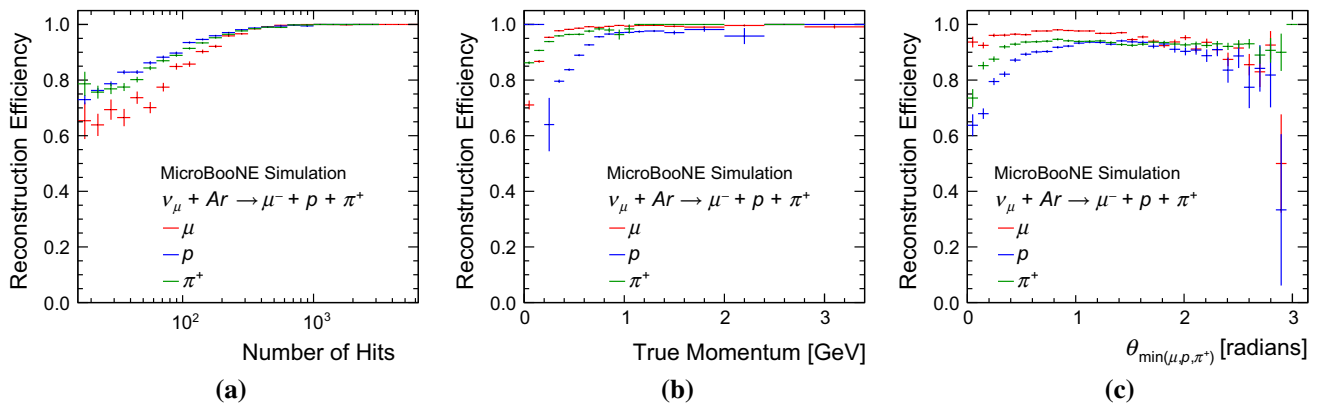 Reconstruction Efficiency
1.0
0.8
0.6
0.4
0.2
0.0
MicroBooNE Simulation
ν_μ + Ar → μ⁻ + p + π⁺
μ
p
π⁺
10²
10³
Number of Hits
(a)
Reconstruction Efficiency
1.0
0.8
0.6
0.4
0.2
0.0
MicroBooNE Simulation
ν_μ + Ar → μ⁻ + p + π⁺
μ
p
π⁺
0
1
2
3
True Momentum [GeV]
(b)
Reconstruction Efficiency
1.0
0.8
0.6
0.4
0.2
0.0
MicroBooNE Simulation
ν_μ + Ar → μ⁻ + p + π⁺
μ
p
π⁺
0
1
2
3
θ_min(μ,p,π⁺) [radians]
(c)